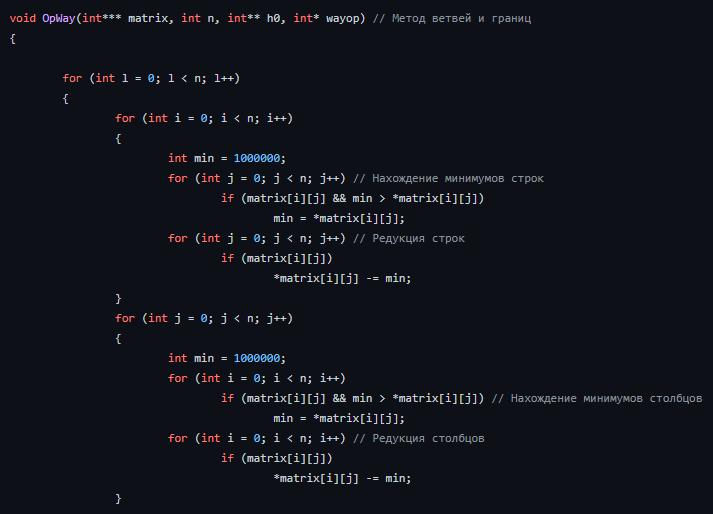 void OpWay(int*** matrix, int n, int** h0, int* wayop) // Метод ветвей и границ
{
for (int l = 0; l < n; l++)
{
for (int i = 0; i < n; i++)
{
int min = 1000000;
for (int j = 0; j < n; j++) // Нахождение минимумов строк
if (matrix[i][j] && min > *matrix[i][j])
min = *matrix[i][j];
for (int j = 0; j < n; j++) // Редукция строк
if (matrix[i][j])
*matrix[i][j] -= min;
}
for (int j = 0; j < n; j++)
{
int min = 1000000;
for (int i = 0; i < n; i++)
if (matrix[i][j] && min > *matrix[i][j]) // Нахождение минимумов столбцов
min = *matrix[i][j];
for (int i = 0; i < n; i++) // Редукция столбцов
if (matrix[i][j])
*matrix[i][j] -= min;
}